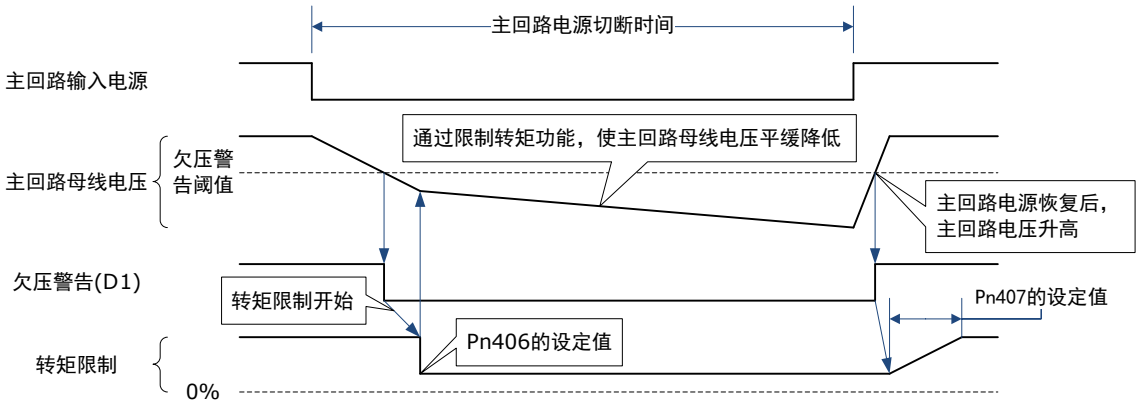 主回路电源切断时间
主回路输入电源
通过限制转矩功能，使主回路母线电压平缓降低
主回路母线电压
欠压警
告阈值
主回路电源恢复后，
主回路电压升高
欠压警告(D1)
转矩限制开始
Pn407的设定值
Pn406的设定值
转矩限制
0%